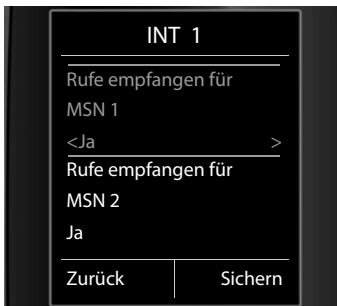 INT 1
Rufe empfangen für
MSN 1
<Ja >
Rufe empfangen für
MSN 2
Ja
Zurück Sichern